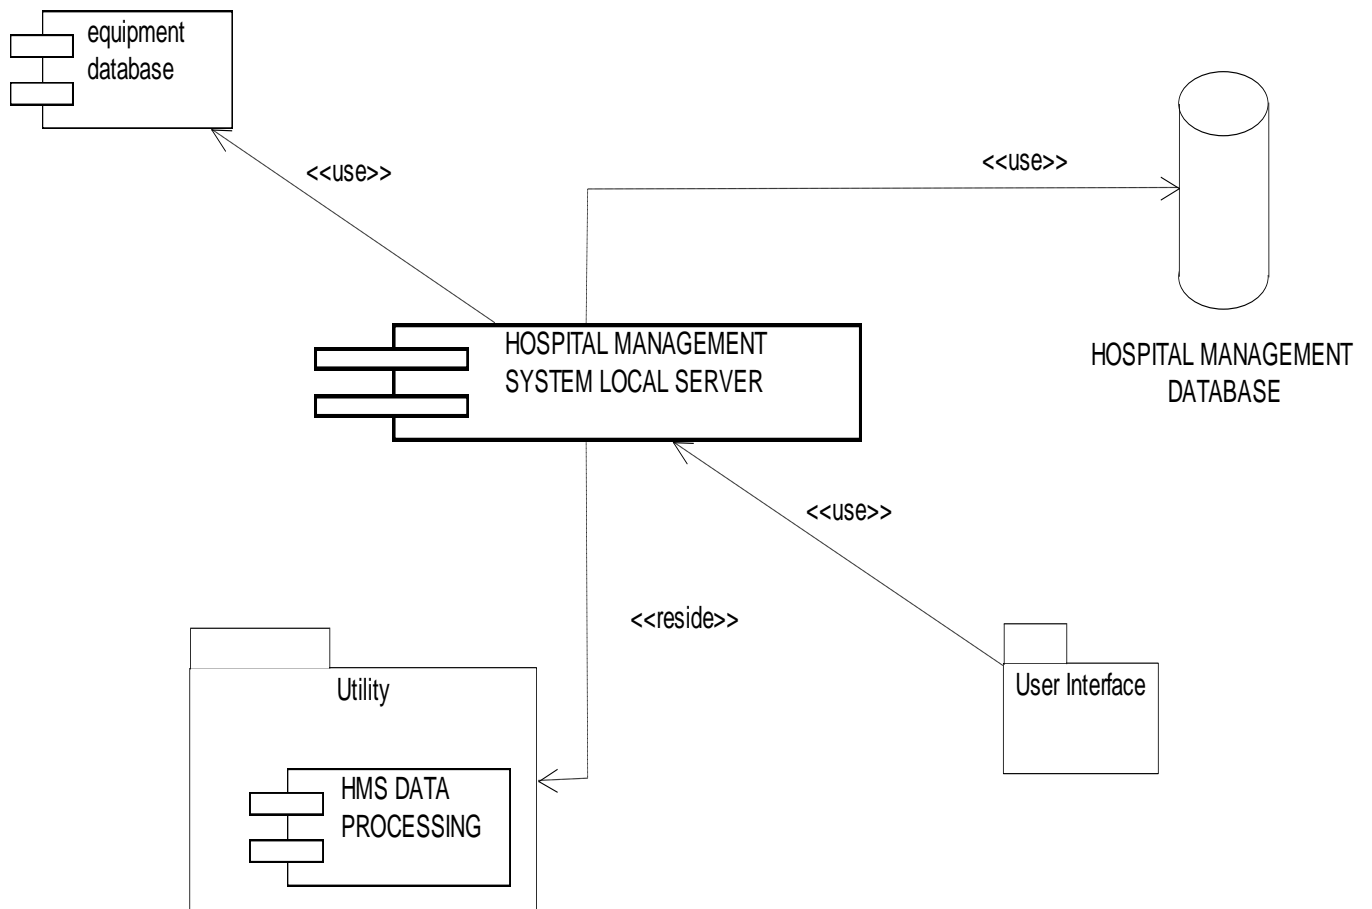 equipment
database
<<use>>
<<use>>
HOSPITAL MANAGEMENT
SYSTEM LOCAL SERVER
HOSPITAL MANAGEMENT
DATABASE
<<use>>
<<reside>>
Utility
User Interface
HMS DATA
PROCESSING